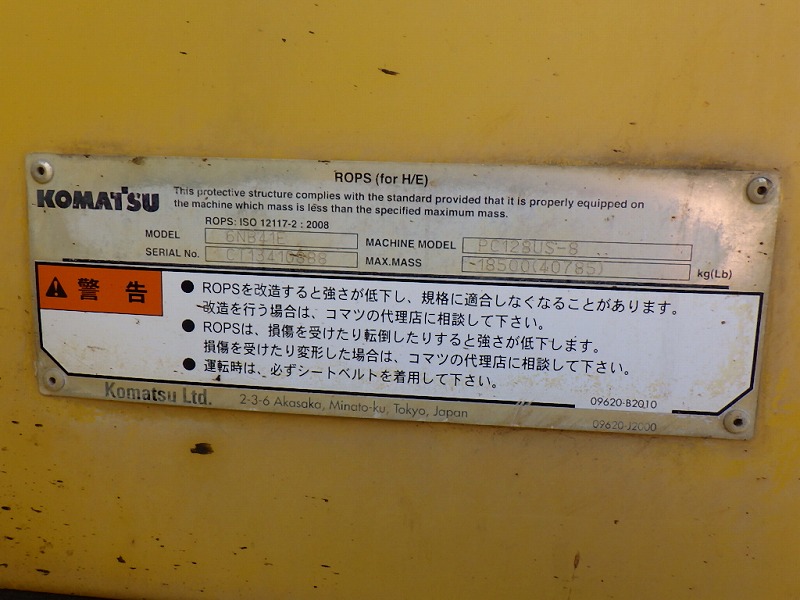 ROPS (for H/E)
KOMATSU
This protective structure complies with the standard provided that it is properly equipped on
the machine which mass is less than the specified maximum mass.
ROPS: ISO 12117-2 : 2008
MODEL 6NB41E MACHINE MODEL PC128US-8
SERIAL No. MAX.MASS 18500(40785) kg(Lb)
警告
● ROPSを改造すると強さが低下し、規格に適合しなくなることがあります。
改造を行う場合は、コマツの代理店に相談して下さい。
● ROPSは、損傷を受けたり転倒したりすると強さが低下します。
損傷を受けたり変形した場合は、コマツの代理店に相談して下さい。
● 運転時は、必ずシートベルトを着用して下さい。
09620-B2010
Komatsu Ltd. 2-3-6 Akasaka, Minato-ku, Tokyo, Japan
09620-J2000